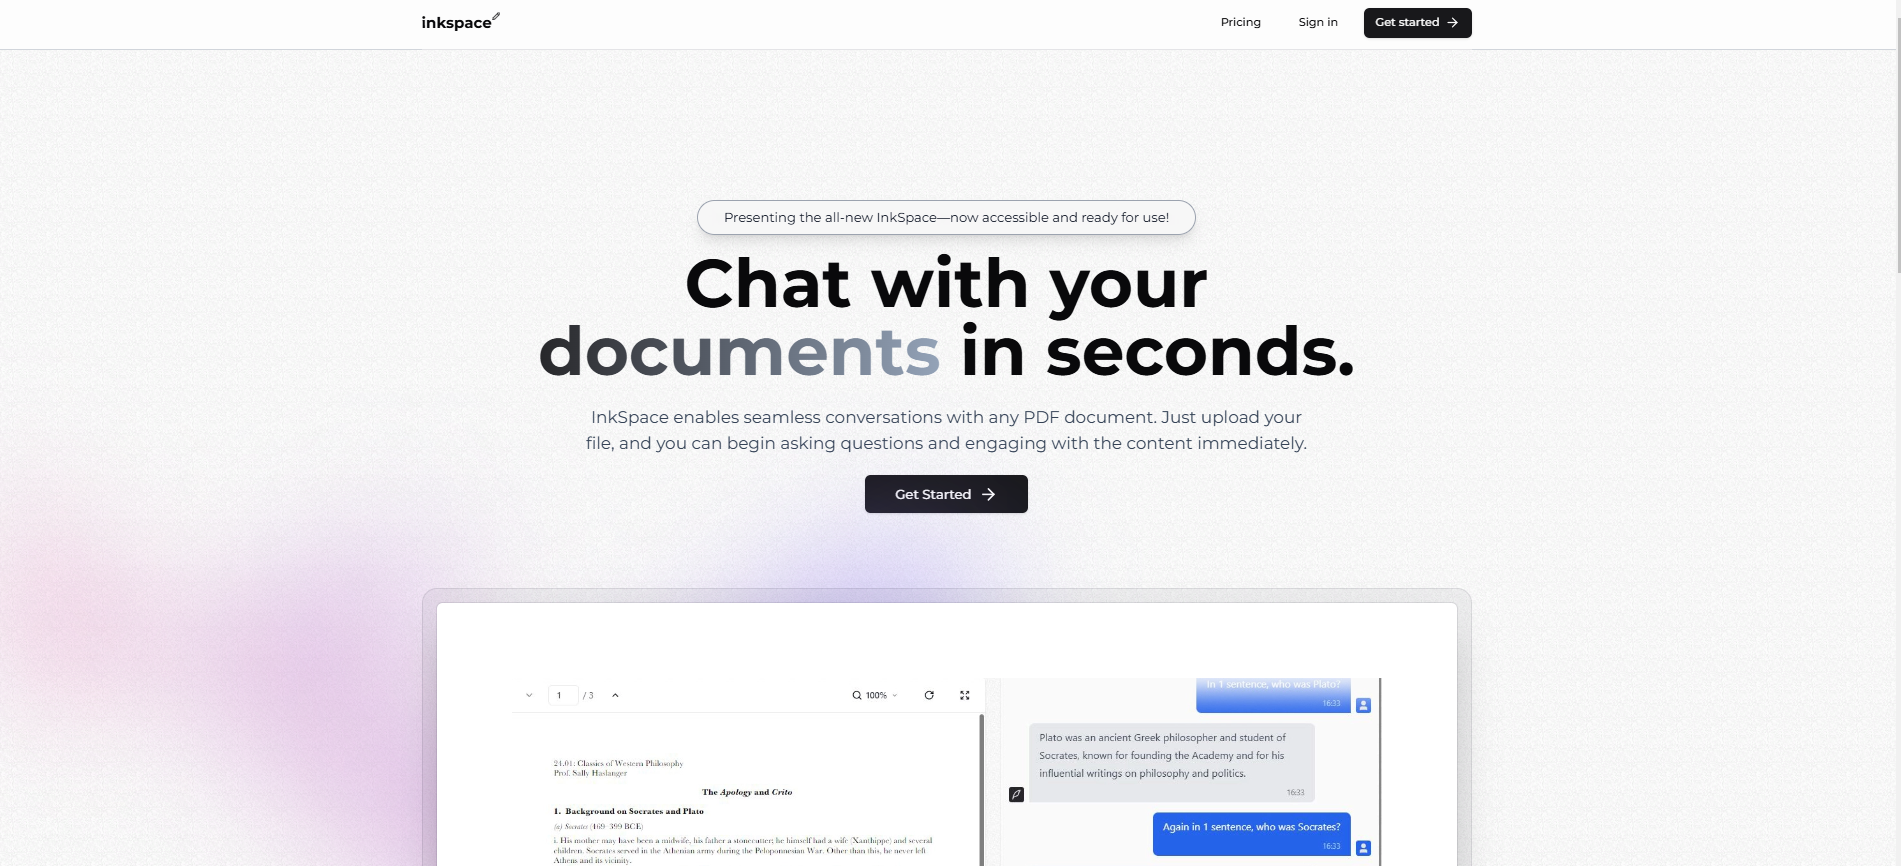 inkspace
Pricing
Sign in
Get started
Presenting the all-new InkSpace—now accessible and ready for use!
Chat with your
documents in seconds.
InkSpace enables seamless conversations with any PDF document. Just upload your
file, and you can begin asking questions and engaging with the content immediately.
Get Started
1 / 3
100%
24.01: Classics of Western Philosophy
Prof. Sally Haslanger
The Apology and Crito
1. Background on Socrates and Plato
(a) Socrates (469–399 BCE)
i. His mother may have been a midwife, his father a stonecutter; he himself had a wife (Xanthippe) and several
children. Socrates served in the Athenian army during the Peloponnesian War. Other than this, he never left
Athens and its vicinity.
In 1 sentence, who was Plato?
16:33
Plato was an ancient Greek philosopher and student of
Socrates, known for founding the Academy and for his
influential writings on philosophy and politics.
16:33
Again in 1 sentence, who was Socrates?
16:33